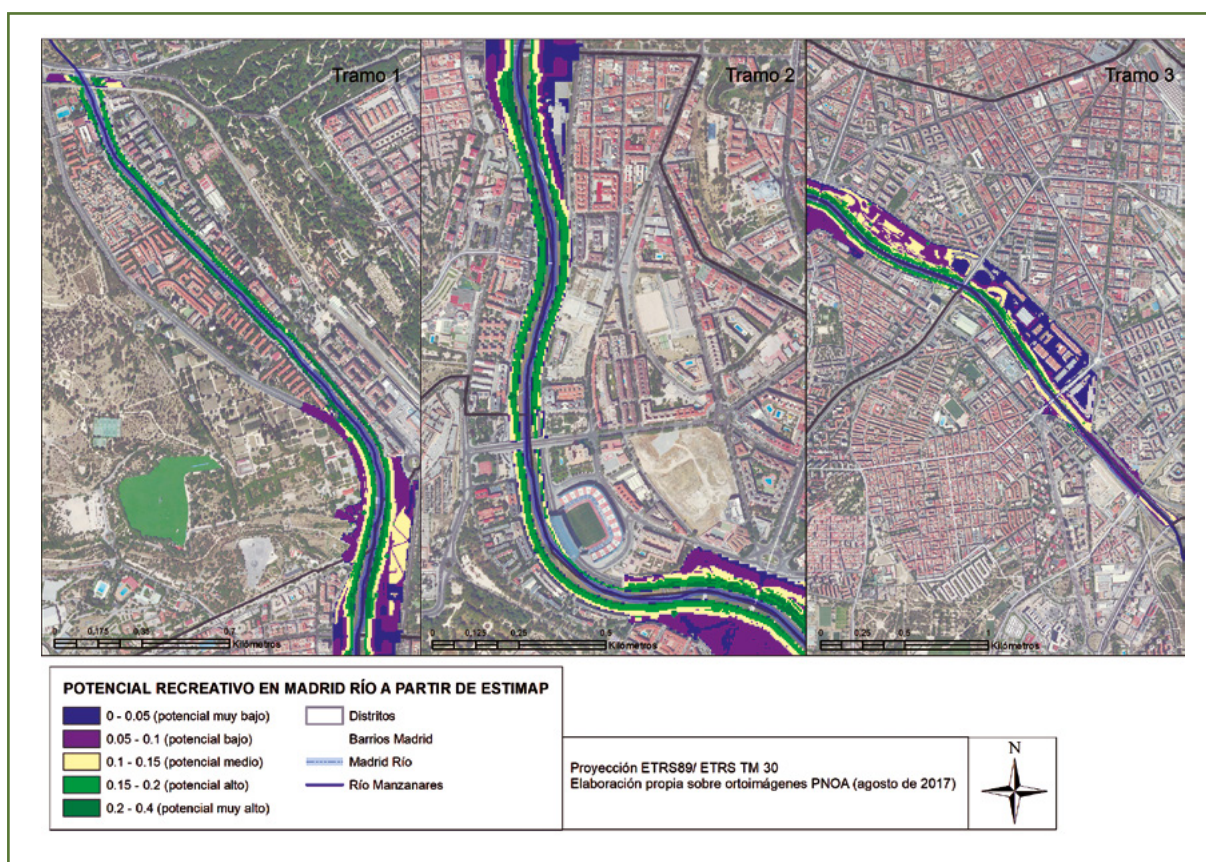 Tramo 1
Tramo 2
Tramo 3
0 0,175 0,35 0,7
Kilómetros
0 0,125 0,25 0,5
Kilómetros
0 0,25 0,5 1
Kilómetros
POTENCIAL RECREATIVO EN MADRID RÍO A PARTIR DE ESTIMAP
0 - 0.05 (potencial muy bajo)
0.05 - 0.1 (potencial bajo)
0.1 - 0.15 (potencial medio)
0.15 - 0.2 (potencial alto)
0.2 - 0.4 (potencial muy alto)
Distritos
Barrios Madrid
Madrid Río
Río Manzanares
Proyección ETRS89/ ETRS TM 30
Elaboración propia sobre ortoimágenes PNOA (agosto de 2017)
N